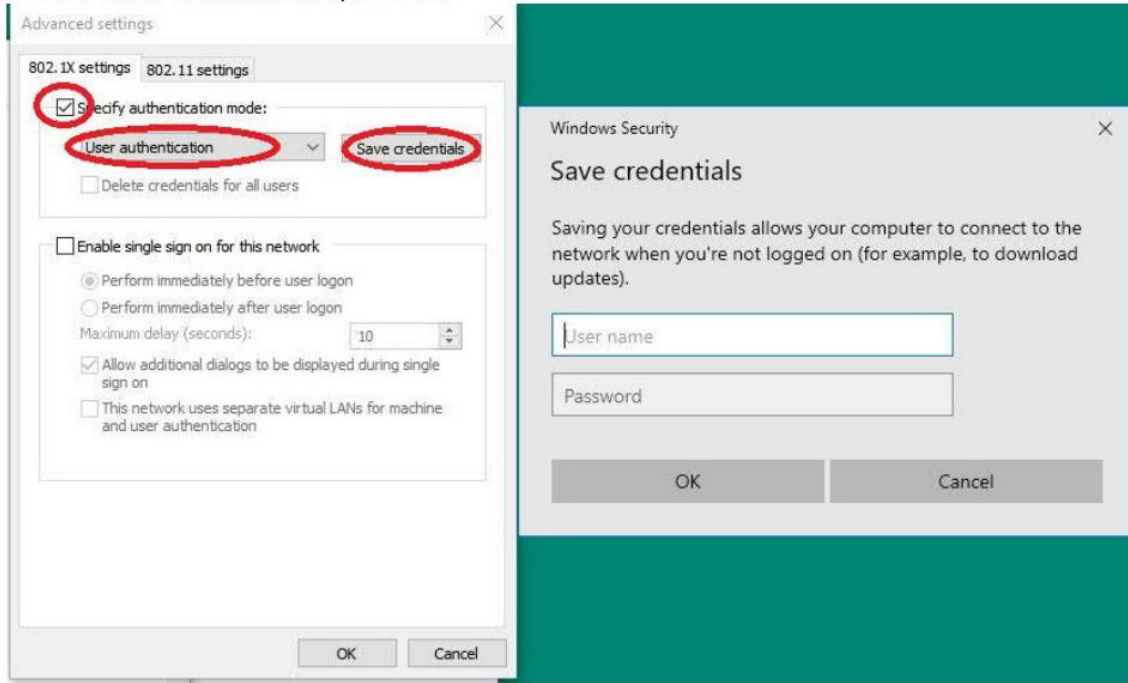 Advanced settings
802.1X settings 802.11 settings
Specify authentication mode:
User authentication Save credentials
Delete credentials for all users
Enable single sign on for this network
Perform immediately before user logon
Perform immediately after user logon
Maximum delay (seconds): 10
Allow additional dialogs to be displayed during single
sign on
This network uses separate virtual LANs for machine
and user authentication
OK Cancel
Windows Security
Save credentials
Saving your credentials allows your computer to connect to the
network when you're not logged on (for example, to download
updates).
User name
Password
OK Cancel